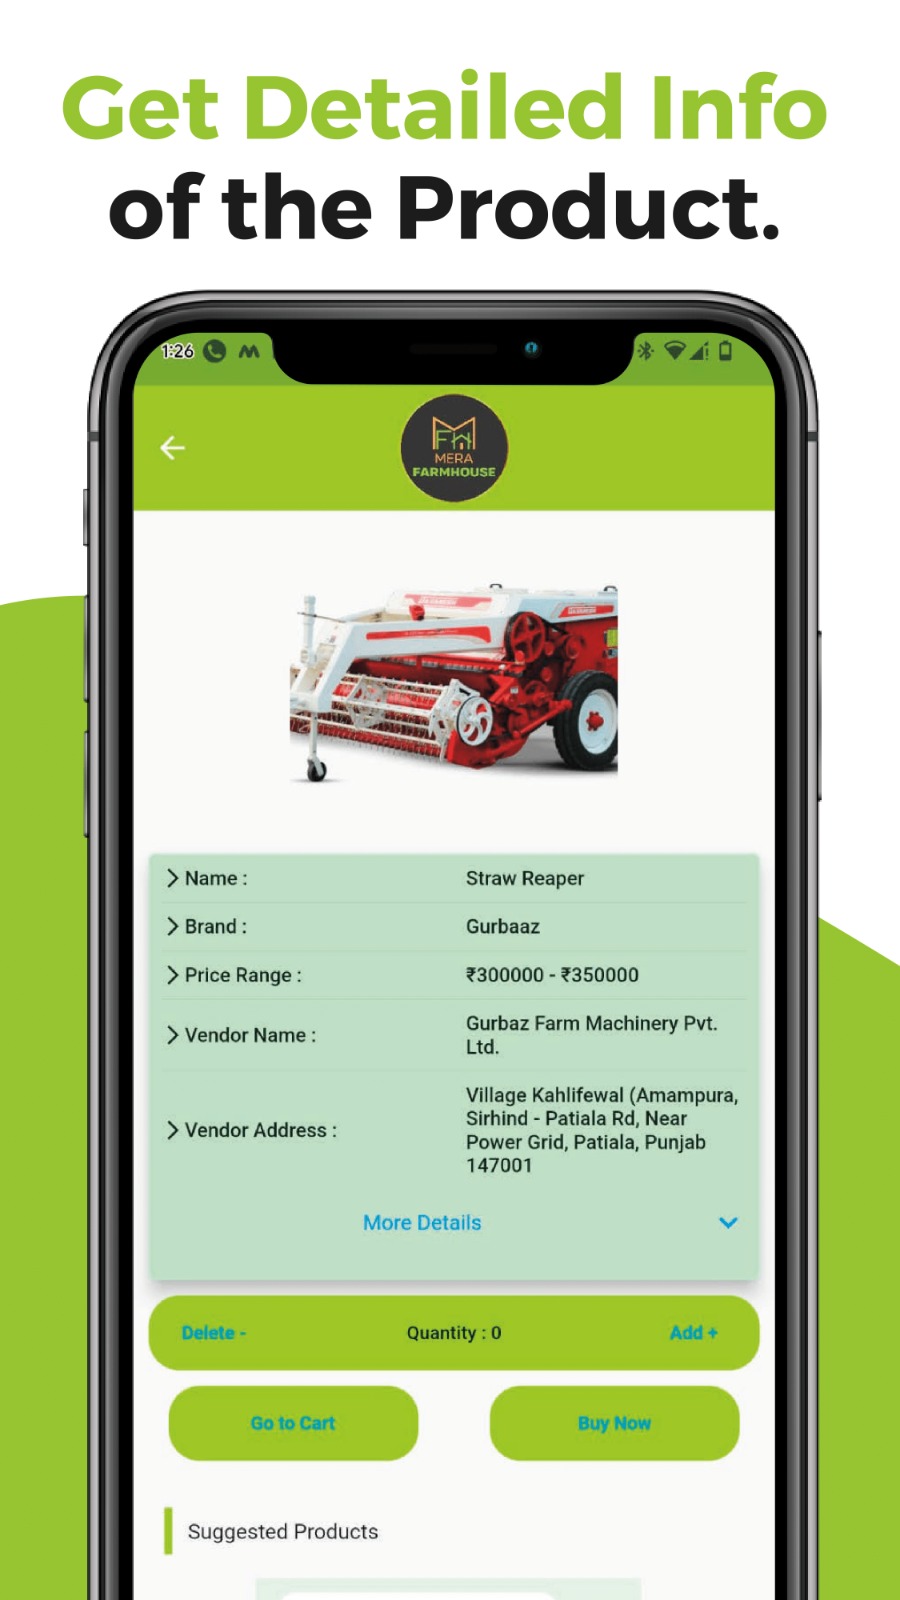 Get Detailed Info
of the Product.
1:26
MERA
FARMHOUSE
Name :
Straw Reaper
Brand :
Gurbaaz
Price Range :
₹300000 - ₹350000
Vendor Name :
Gurbaz Farm Machinery Pvt.
Ltd.
Vendor Address :
Village Kahlifewal (Amampura,
Sirhind - Patiala Rd, Near
Power Grid, Patiala, Punjab
147001
More Details
Delete -
Quantity : 0
Add +
Go to Cart
Buy Now
Suggested Products